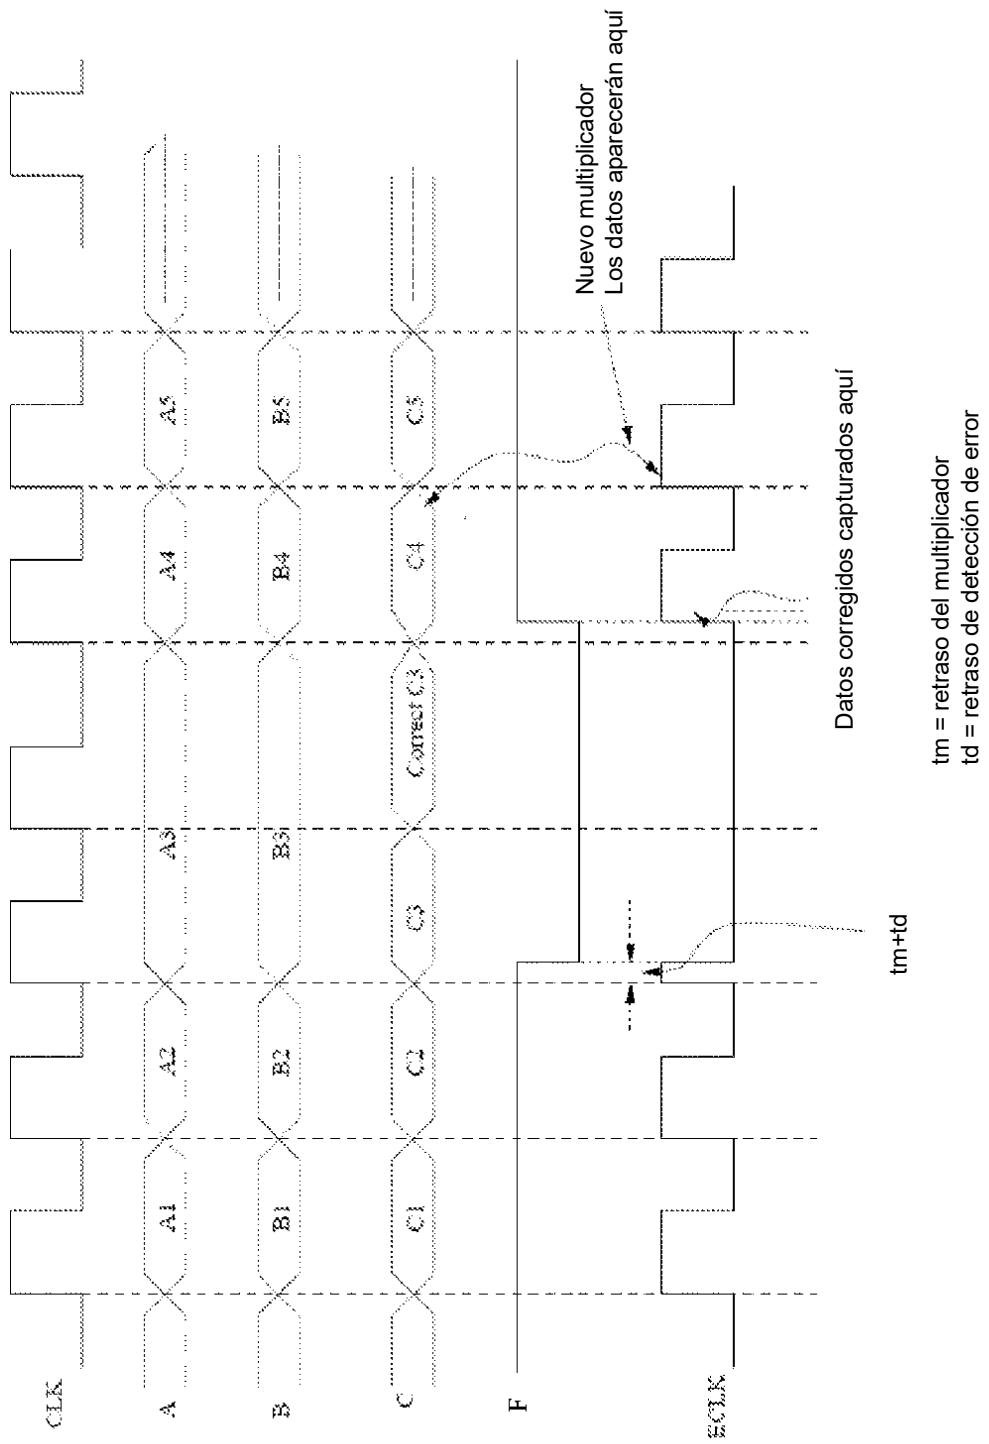 CLK
A
A1
A2
A3
A4
A5
B
B1
B2
B3
B4
B5
C
C1
C2
C3
Correct C3
C4
C5
F
Nuevo multiplicador
Los datos aparecerán aquí
ECLK
Datos corregidos capturados aquí
tm+td
tm = retraso del multiplicador
td = retraso de detección de error